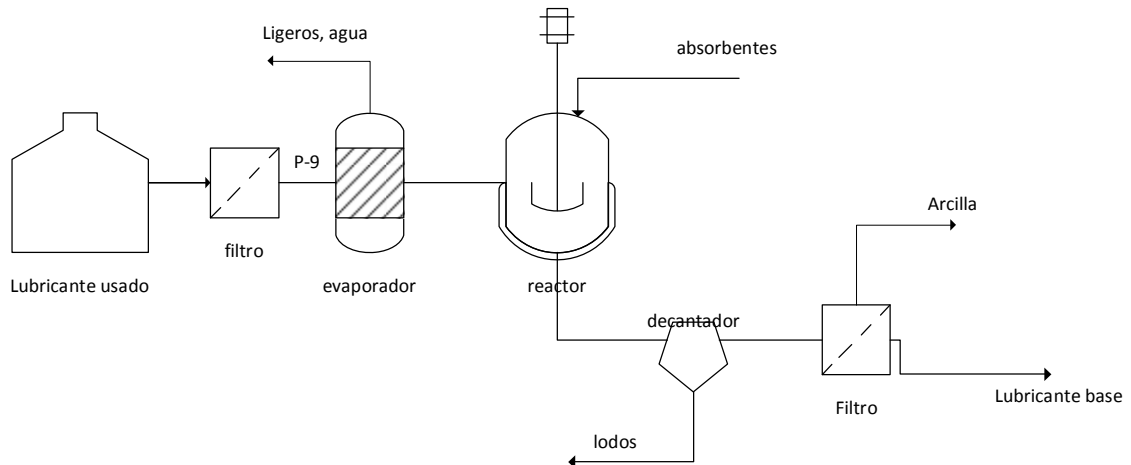 Ligeros, agua
absorbentes
P-9
Arcilla
filtro
Lubricante usado
evaporador
reactor
decantador
Lubricante base
Filtro
lodos